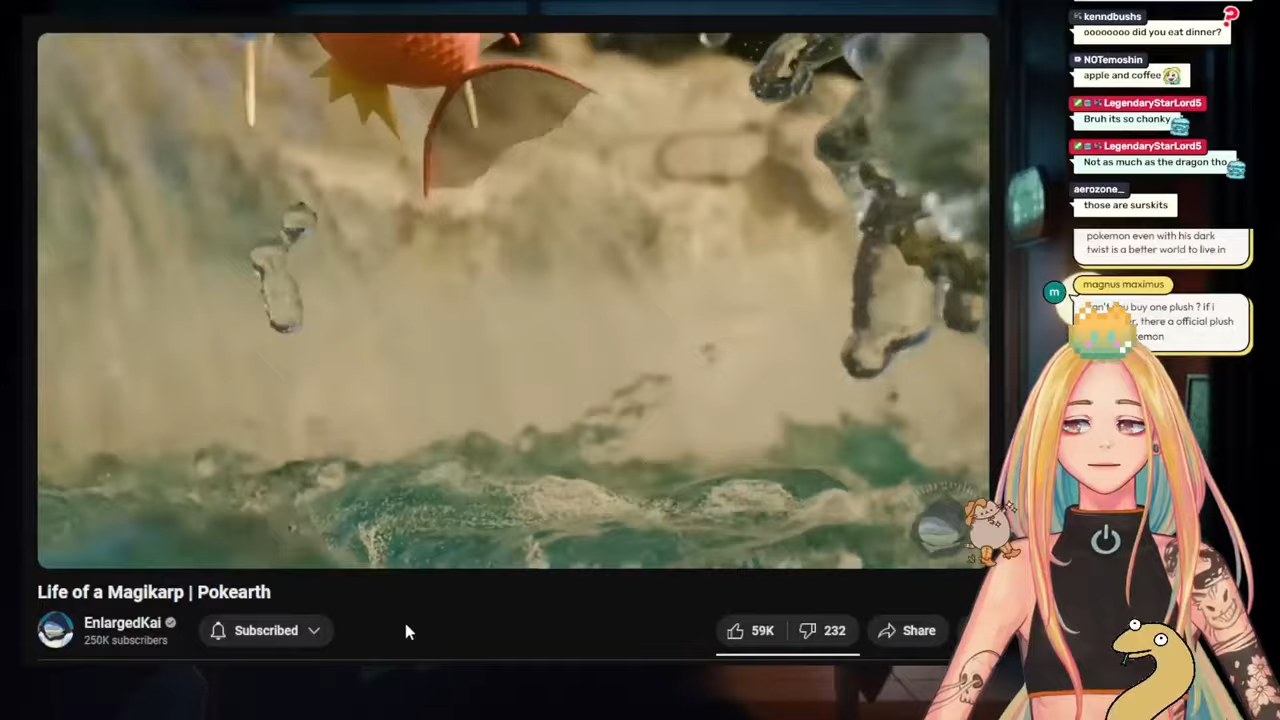 kenndbushs
oooooooo did you eat dinner?
NOTemoshin
apple and coffee
LegendaryStarLord5
Bruh its so chonky
LegendaryStarLord5
Not as much as the dragon tho
aerozone_
those are surskits
pokemon even with his dark
twist is a better world to live in
m
magnus maximus
buy one plush ? if i
there a official plush
Life of a Magikarp | Pokearth
EnlargedKai
250K subscribers
Subscribed
59K
232
Share